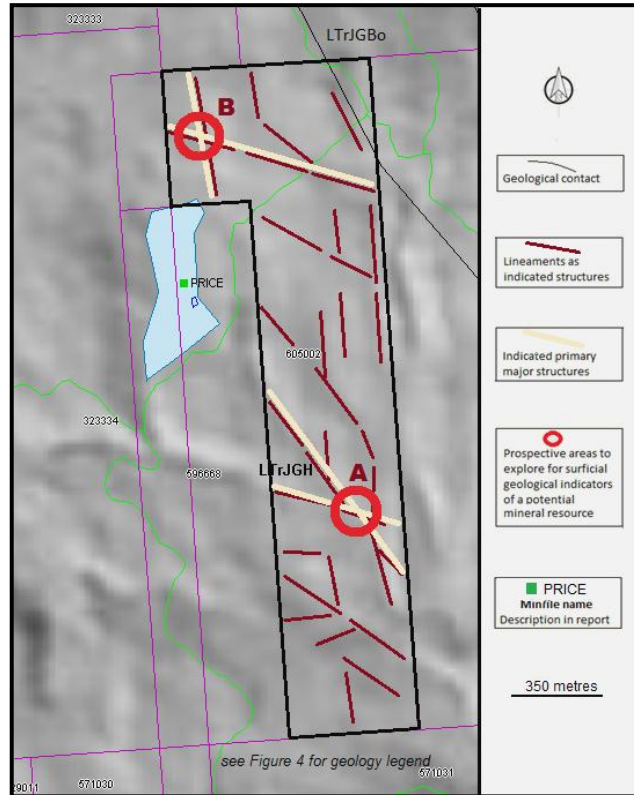 323333
LTrJGBo
B
PRICE
605002
323334
LTrJGH
A
596668
see Figure 4 for geology legend
29011
571030
571031
Geological contact
Lineaments as
indicated structures
Indicated primary
major structures
Prospective areas to
explore for surficial
geological indicators
of a potential
mineral resource
PRICE
Minfile name
Description in report
350 metres